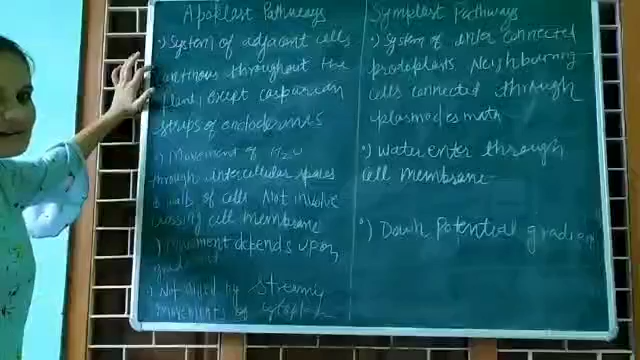 Apoplast Pathways
•) System of adjacent cells
continous throughout the
plant, except casparian
strips of endodermis
•) Movement of H2O
through intercellular spaces
& walls of cells Not involve
crossing cell membrane
•) Movement depends upon
gradient
•) Not aided by streaming
movements by cytoplasm
Symplast Pathways
•) System of inter connected
protoplasts Neighbouring
cells connected through
plasmodesmata
•) Water enter through
cell membrane
•) Down Potential gradient